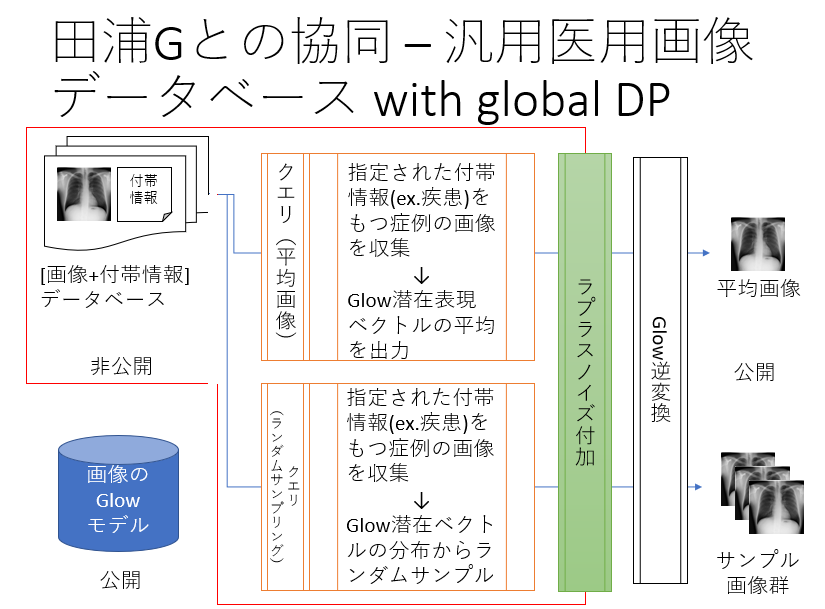 田浦Gとの協同 – 汎用医用画像
データベース with global DP
付帯
情報
[画像+付帯情報]
データベース
非公開
クエリ（平均画像）
指定された付帯
情報(ex.疾患)を
もつ症例の画像
を収集
↓
Glow潜在表現
ベクトルの平均
を出力
クエリ
(ランダムサンプリング)
指定された付帯
情報(ex.疾患)を
もつ症例の画像
を収集
↓
Glow潜在ベクト
ルの分布からラ
ンダムサンプル
ラプラスノイズ付加
Glow逆変換
平均画像
公開
サンプル
画像群
画像の
Glow
モデル
公開